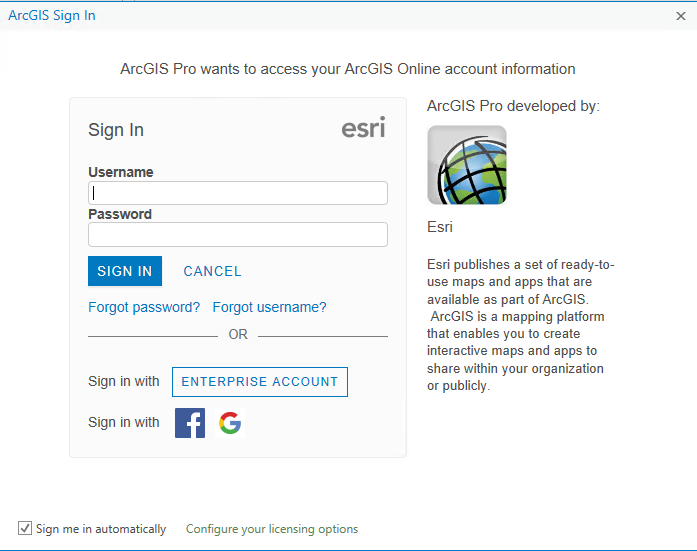 ArcGIS Sign In
ArcGIS Pro wants to access your ArcGIS Online account information
Sign In
esri
Username
Password
SIGN IN CANCEL
Forgot password? Forgot username?
OR
Sign in with ENTERPRISE ACCOUNT
Sign in with
ArcGIS Pro developed by:
Esri
Esri publishes a set of ready-to-
use maps and apps that are
available as part of ArcGIS.
ArcGIS is a mapping platform
that enables you to create
interactive maps and apps to
share within your organization
or publicly.
Sign me in automatically Configure your licensing options